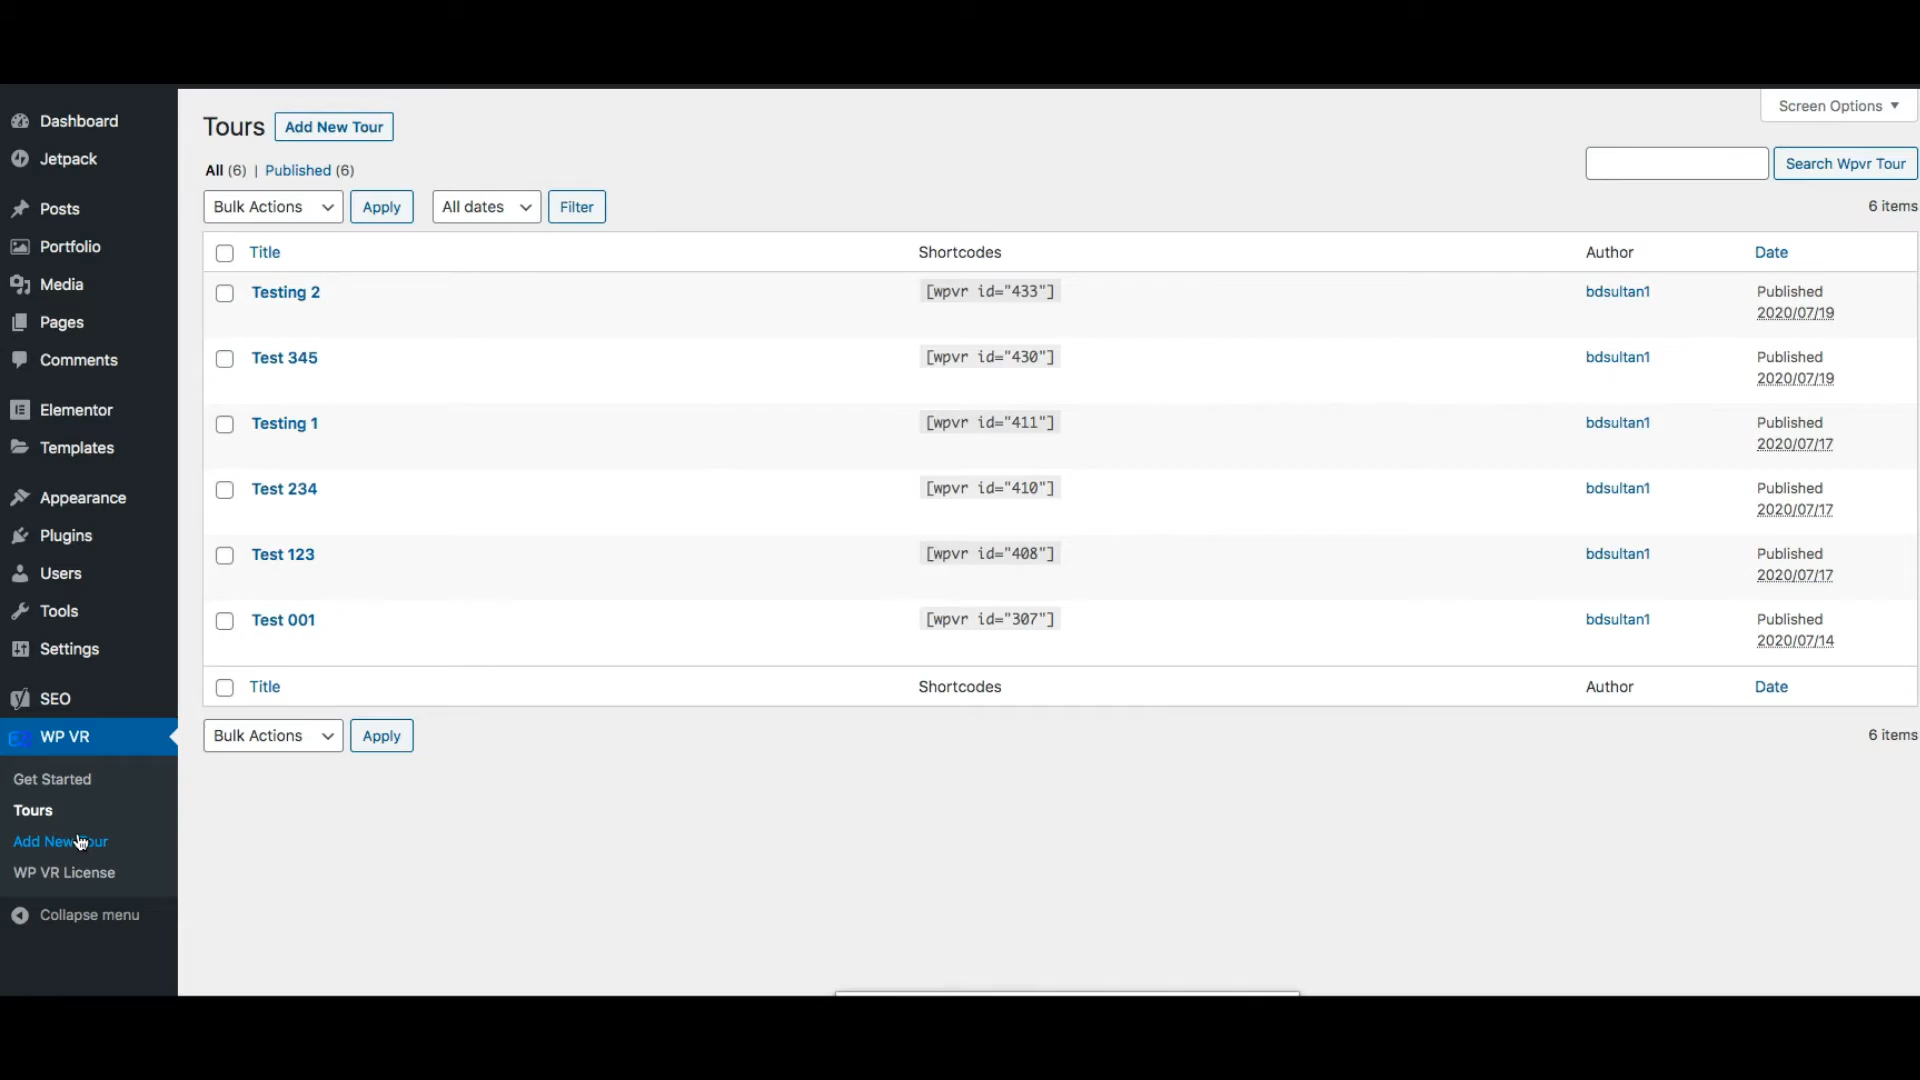 Dashboard
Jetpack
Posts
Portfolio
Media
Pages
Comments
Elementor
Templates
Appearance
Plugins
Users
Tools
Settings
SEO
WP VR
Get Started
Tours
Add New Tour
WP VR License
Collapse menu
Screen Options
Tours Add New Tour
All (6) | Published (6)
Search Wpvr Tour
Bulk Actions Apply All dates Filter 6 items
Title Shortcodes Author Date
Testing 2 [wpvr id="433"] bdsultan1 Published
2020/07/19
Test 345 [wpvr id="430"] bdsultan1 Published
2020/07/19
Testing 1 [wpvr id="411"] bdsultan1 Published
2020/07/17
Test 234 [wpvr id="410"] bdsultan1 Published
2020/07/17
Test 123 [wpvr id="408"] bdsultan1 Published
2020/07/17
Test 001 [wpvr id="307"] bdsultan1 Published
2020/07/14
Title Shortcodes Author Date
Bulk Actions Apply 6 items